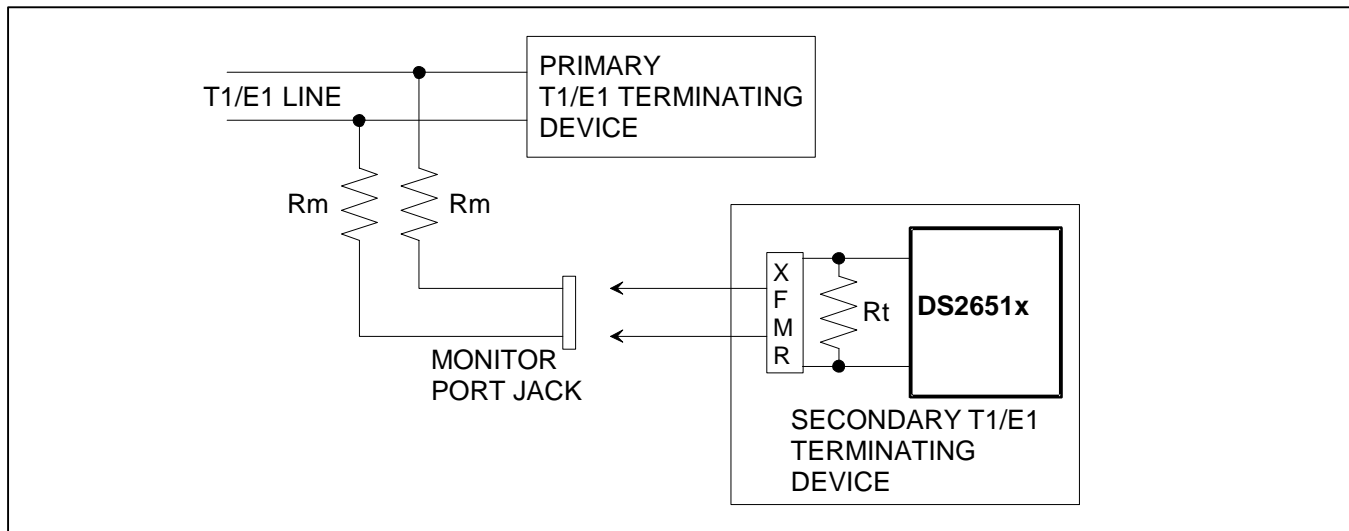 PRIMARY
T1/E1 TERMINATING
DEVICE
T1/E1 LINE
Rm
Rm
MONITOR
PORT JACK
X
F
M
R
Rt
DS2651x
SECONDARY T1/E1
TERMINATING
DEVICE